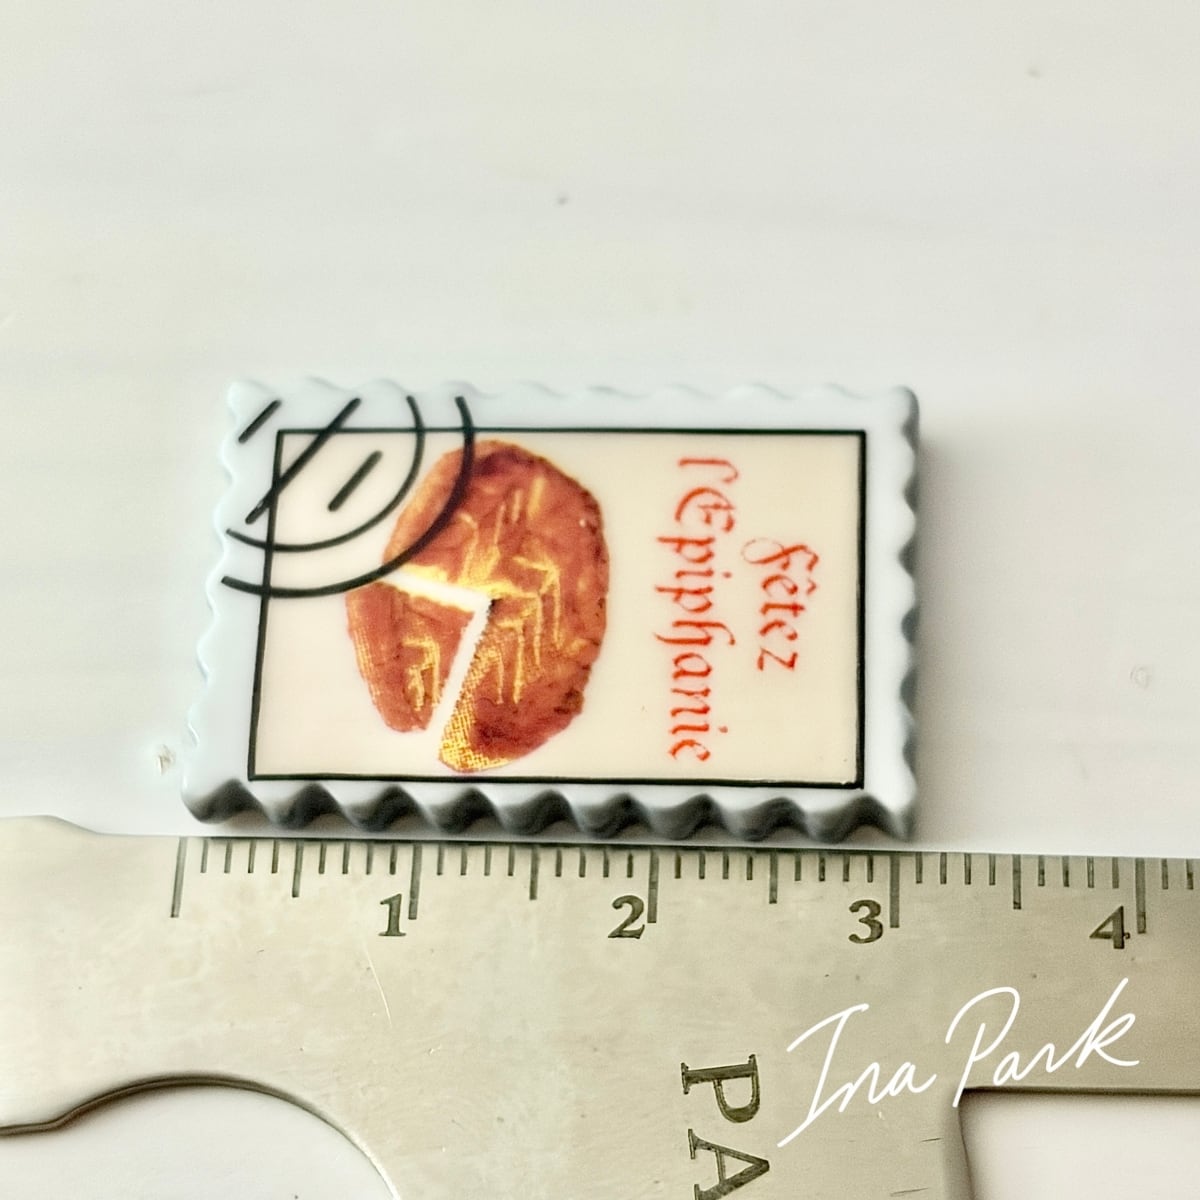 fêtez
l'Epiphanie
1 2 3 4
PA
Ina Park